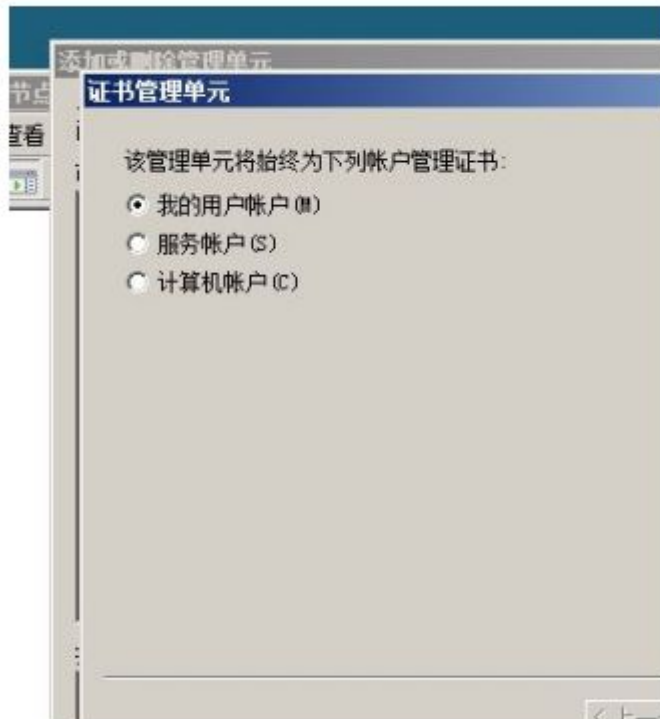 添加或删除管理单元
证书管理单元
节点
查看
该管理单元将始终为下列帐户管理证书:
我的用户帐户(M)
服务帐户(S)
计算机帐户(C)
< 上一